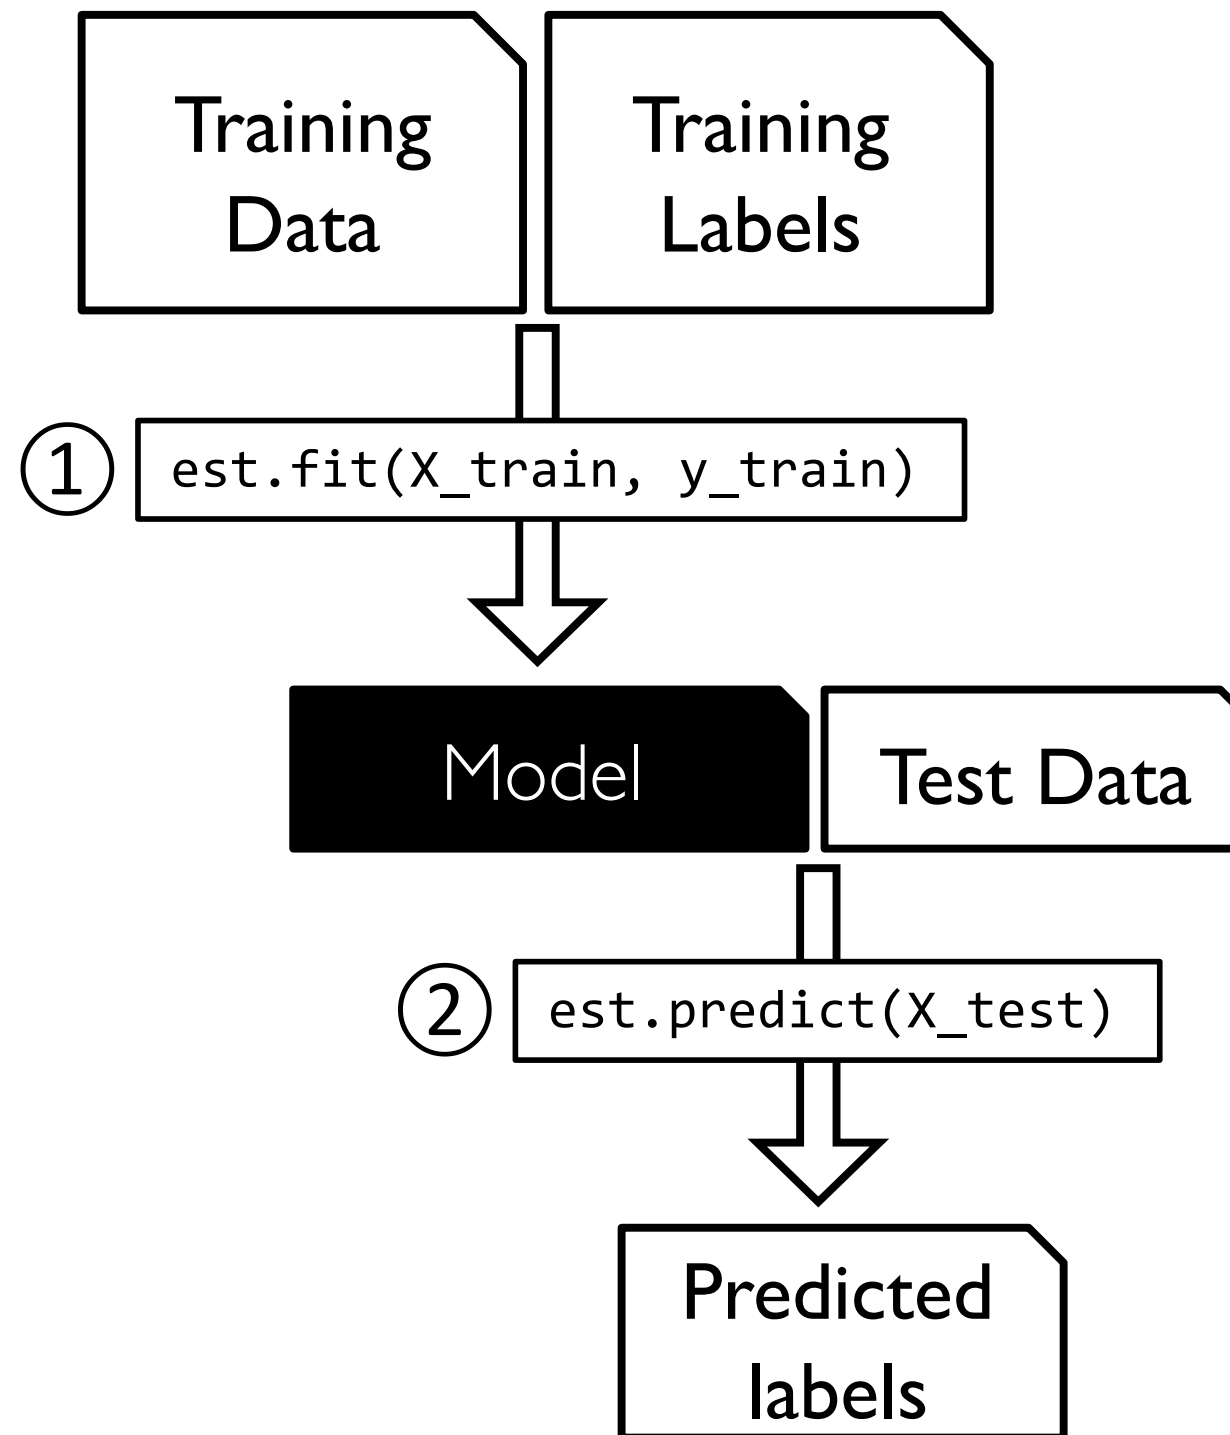 Training
Data
Training
Labels
1
est.fit(X_train, y_train)
Model
Test Data
2
est.predict(X_test)
Predicted
labels